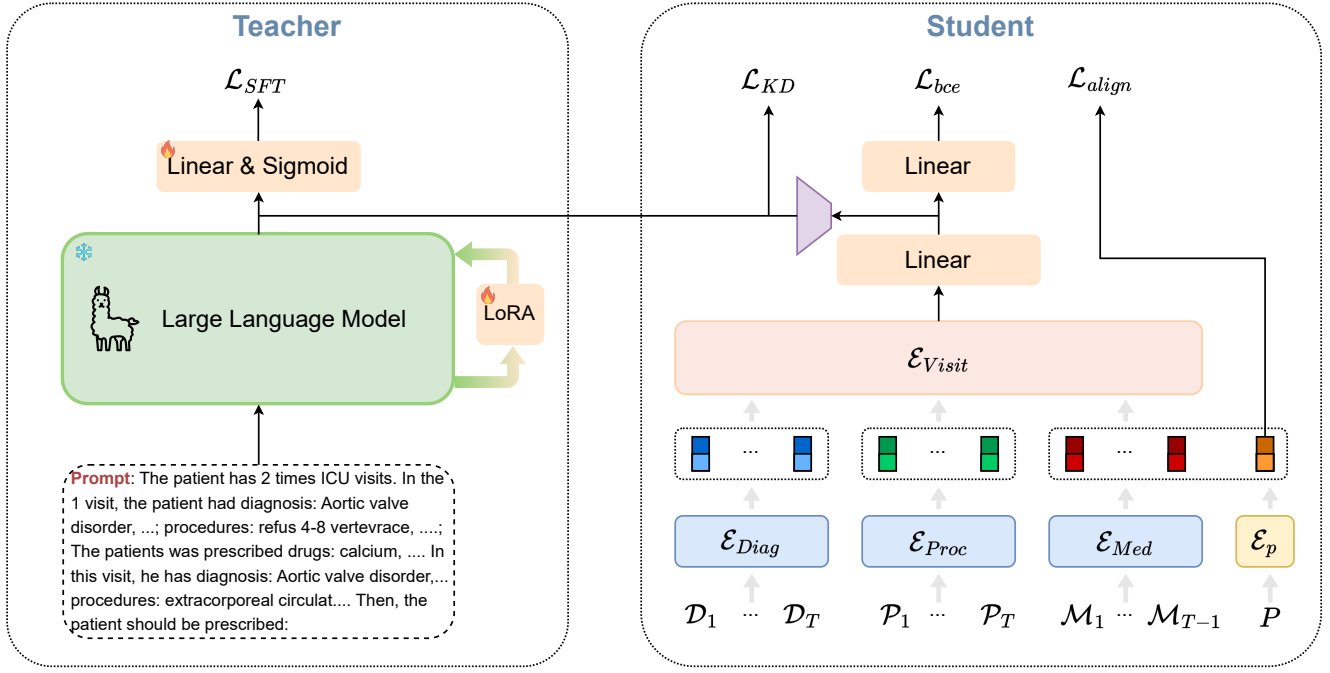 Teacher
Student
ℒ_SFT
ℒ_KD
ℒ_bce
ℒ_align
Linear & Sigmoid
Linear
Linear
Large Language Model
LoRA
ℰ_Visit
...
...
...
Prompt: The patient has 2 times ICU visits. In the
1 visit, the patient had diagnosis: Aortic valve
disorder, ...; procedures: refus 4-8 vertevrace, ....;
The patients was prescribed drugs: calcium, .... In
this visit, he has diagnosis: Aortic valve disorder,...
procedures: extracorporeal circulat.... Then, the
patient should be prescribed:
ℰ_Diag
ℰ_Proc
ℰ_Med
ℰ_p
𝒟_1 ... 𝒟_T
𝒫_1 ... 𝒫_T
ℳ_1 ... ℳ_{T−1}
P